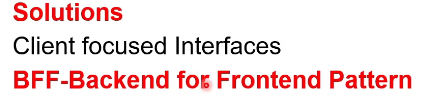 Solutions
Client focused Interfaces
BFF-Backend for Frontend Pattern